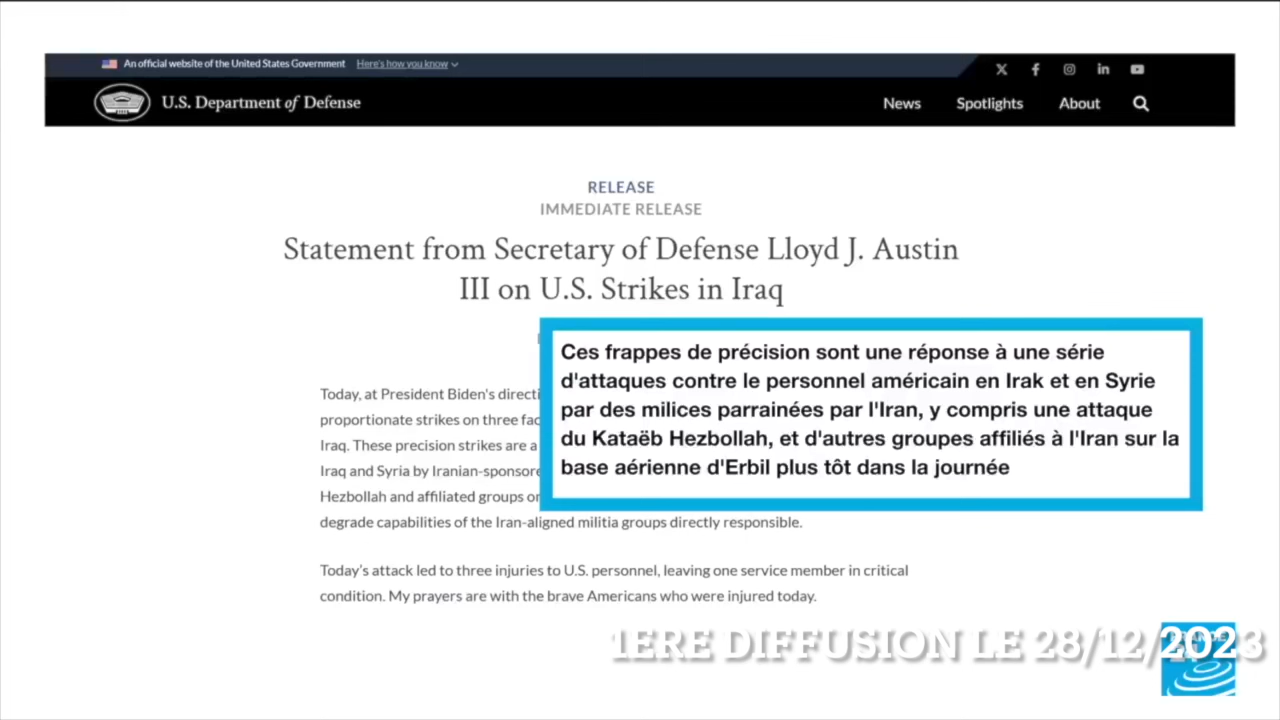 An official website of the United States Government Here's how you know
U.S. Department of Defense
News Spotlights About
RELEASE
IMMEDIATE RELEASE
Statement from Secretary of Defense Lloyd J. Austin
III on U.S. Strikes in Iraq
Ces frappes de précision sont une réponse à une série
d'attaques contre le personnel américain en Irak et en Syrie
par des milices parrainées par l'Iran, y compris une attaque
du Kataëb Hezbollah, et d'autres groupes affiliés à l'Iran sur la
base aérienne d'Erbil plus tôt dans la journée
Today, at President Biden's
proportionate strikes on three
Iraq. These precision strikes are a
Iraq and Syria by
Hezbollah and affiliated groups
degrade capabilities of the Iran-aligned militia groups directly responsible.
Today's attack led to three injuries to U.S. personnel, leaving one service member in critical
condition. My prayers are with the brave Americans who were injured today.
1ERE DIFFUSION LE 28/12/2023